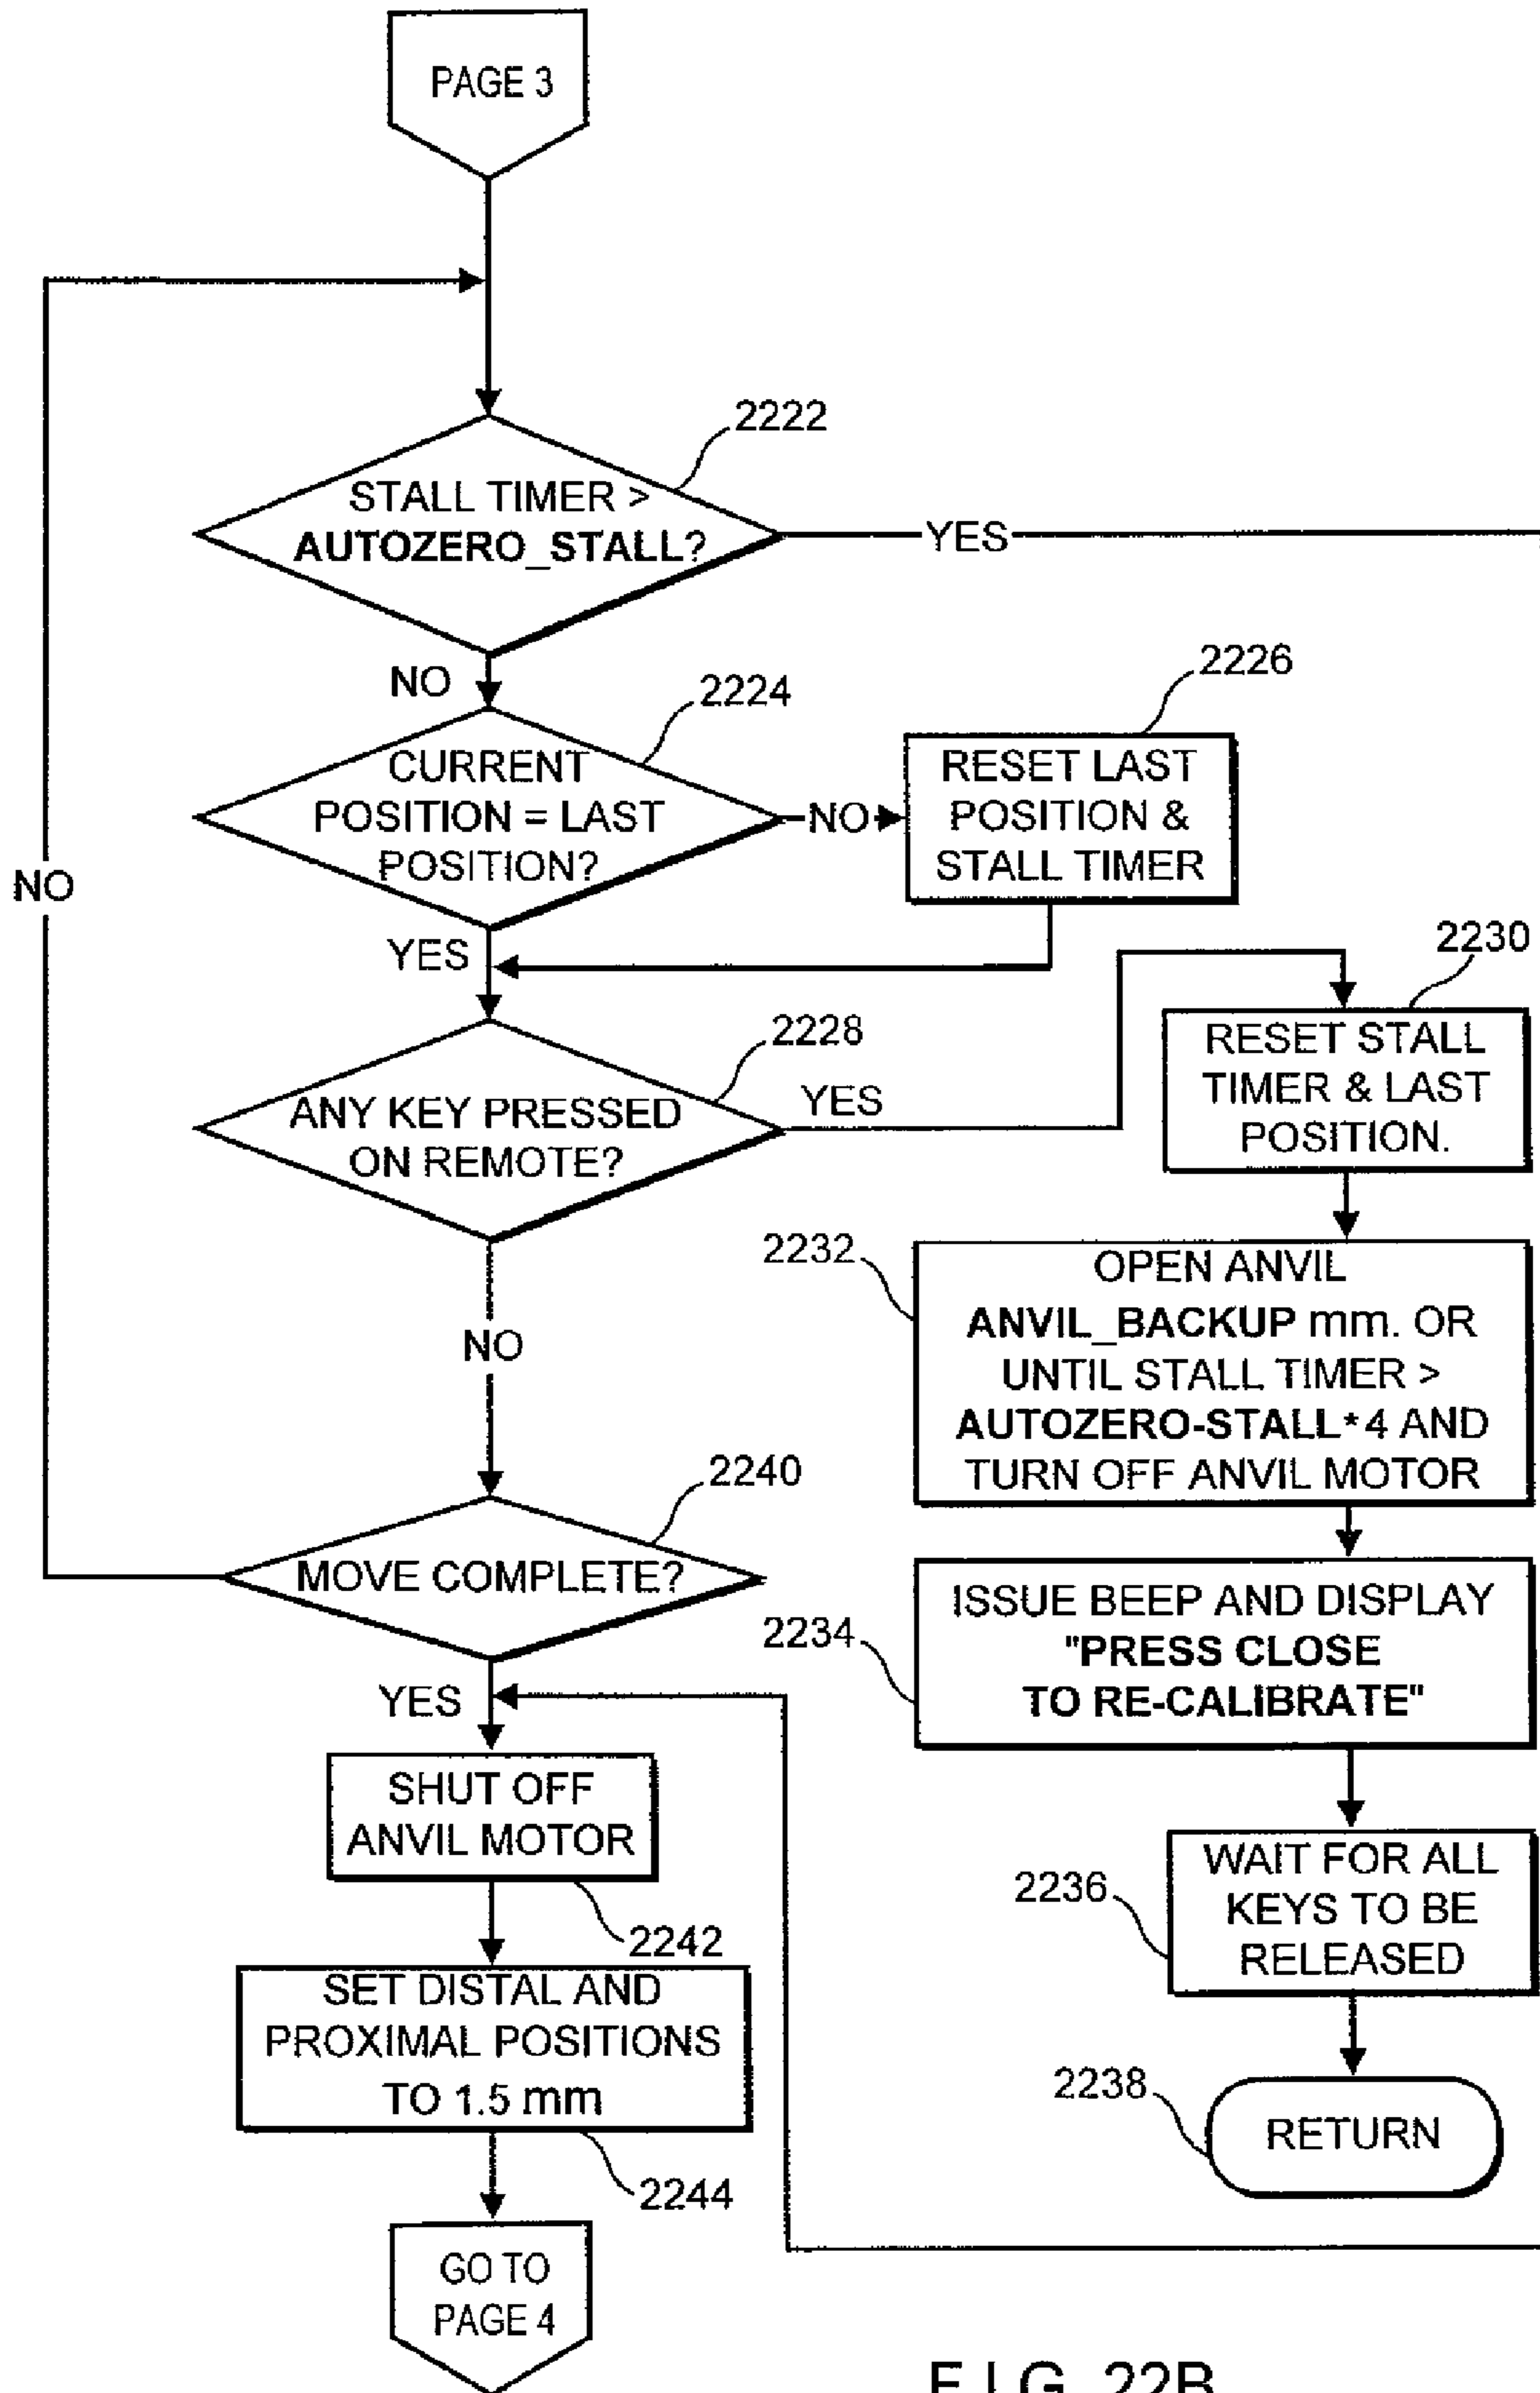 PAGE 3
2222
STALL TIMER >
AUTOZERO_STALL?
YES
NO
2224
CURRENT
POSITION = LAST
POSITION?
NO
2226
RESET LAST
POSITION &
STALL TIMER
NO
YES
2228
ANY KEY PRESSED
ON REMOTE?
YES
2230
RESET STALL
TIMER & LAST
POSITION.
2232
OPEN ANVIL
ANVIL_BACKUP mm. OR
UNTIL STALL TIMER >
AUTOZERO-STALL*4 AND
TURN OFF ANVIL MOTOR
NO
2240
MOVE COMPLETE?
2234
ISSUE BEEP AND DISPLAY
"PRESS CLOSE
TO RE-CALIBRATE"
YES
SHUT OFF
ANVIL MOTOR
2242
2236
WAIT FOR ALL
KEYS TO BE
RELEASED
SET DISTAL AND
PROXIMAL POSITIONS
TO 1.5 mm
2244
2238
RETURN
GO TO
PAGE 4
FIG. 22B